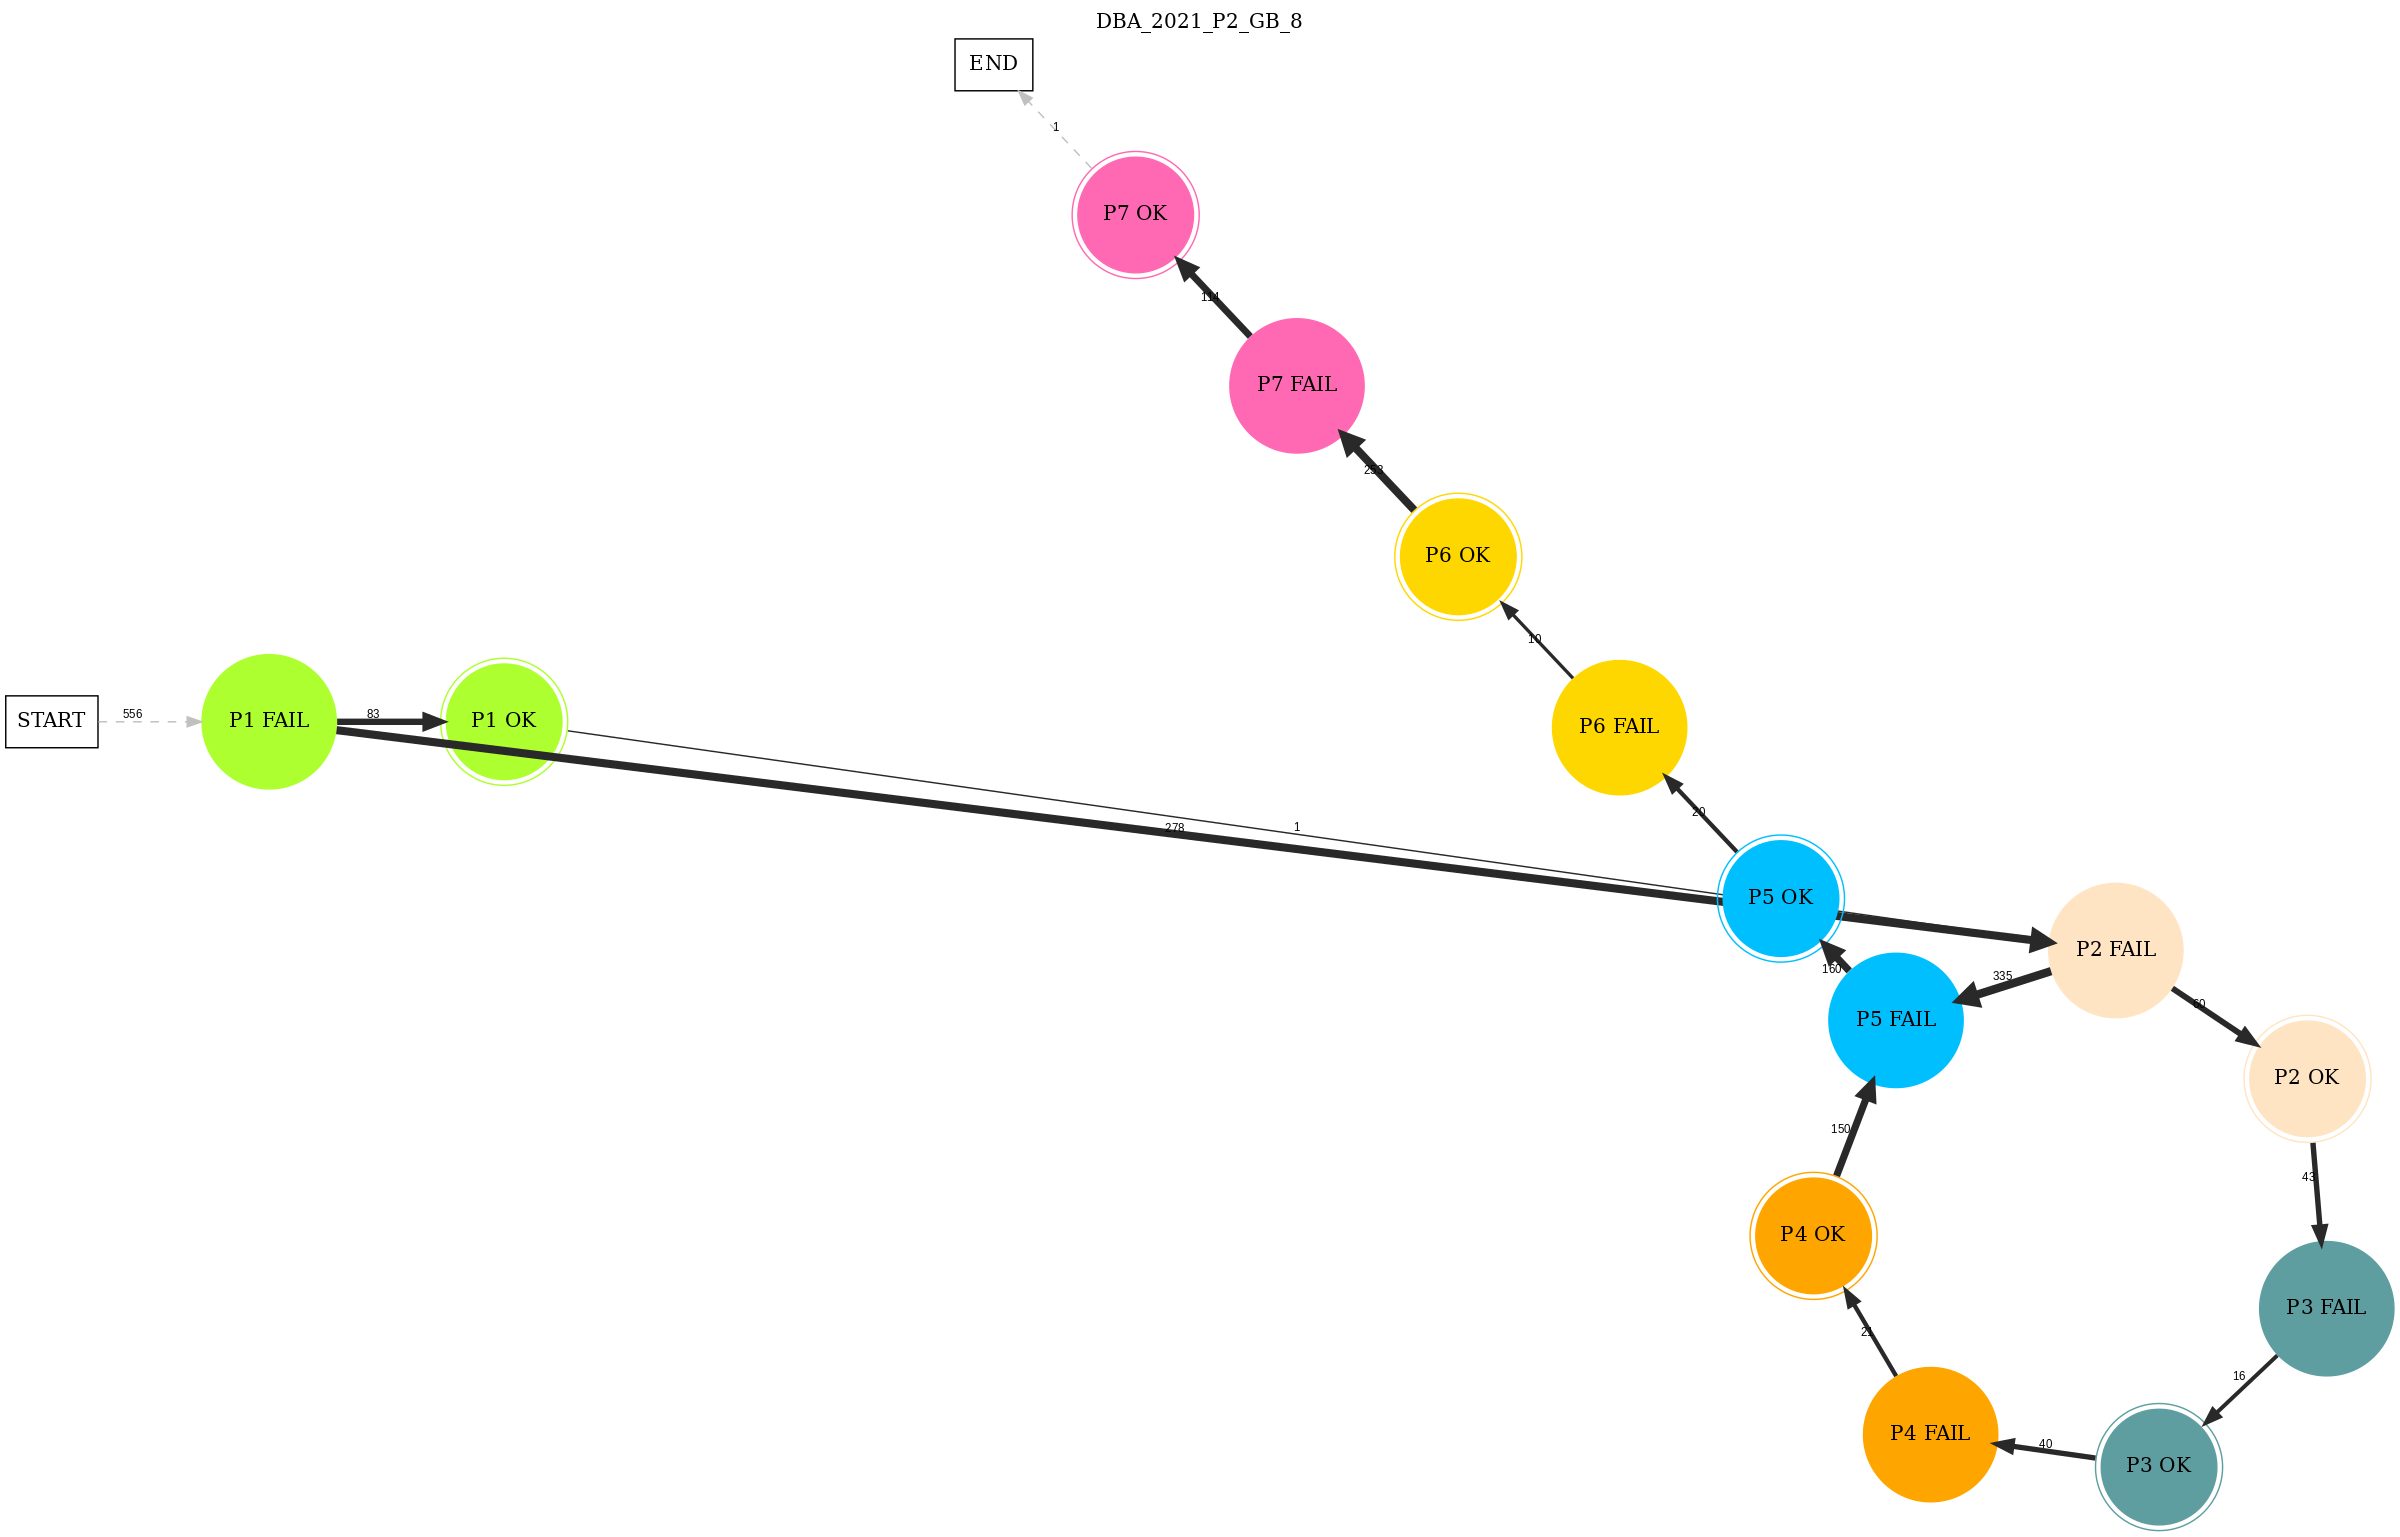 DBA_2021_P2_GB_8
END
1
P7 OK
114
P7 FAIL
253
P6 OK
10
P6 FAIL
START
556
P1 FAIL
83
P1 OK
20
278
1
P5 OK
P2 FAIL
160
335
P5 FAIL
60
P2 OK
150
43
P4 OK
P3 FAIL
21
16
P4 FAIL
40
P3 OK